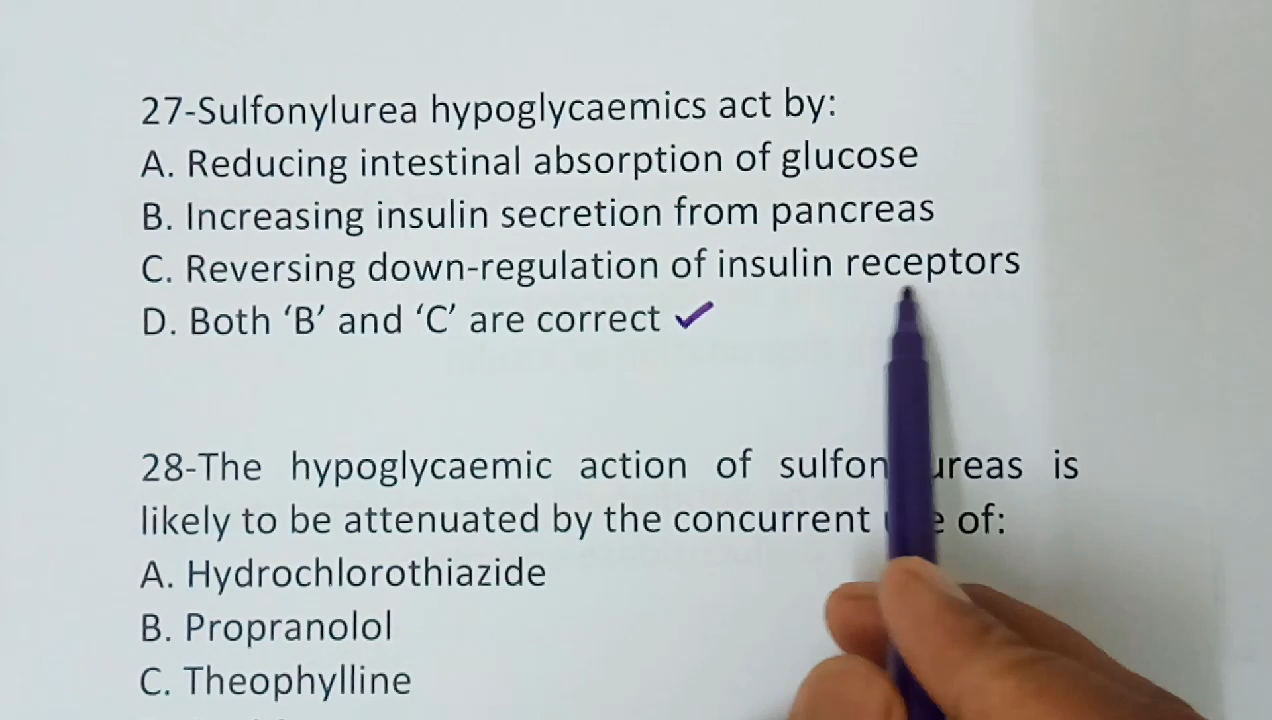 27-Sulfonylurea hypoglycaemics act by:
A. Reducing intestinal absorption of glucose
B. Increasing insulin secretion from pancreas
C. Reversing down-regulation of insulin receptors
D. Both ‘B’ and ‘C’ are correct
28-The hypoglycaemic action of sulfonylureas is
likely to be attenuated by the concurrent use of:
A. Hydrochlorothiazide
B. Propranolol
C. Theophylline